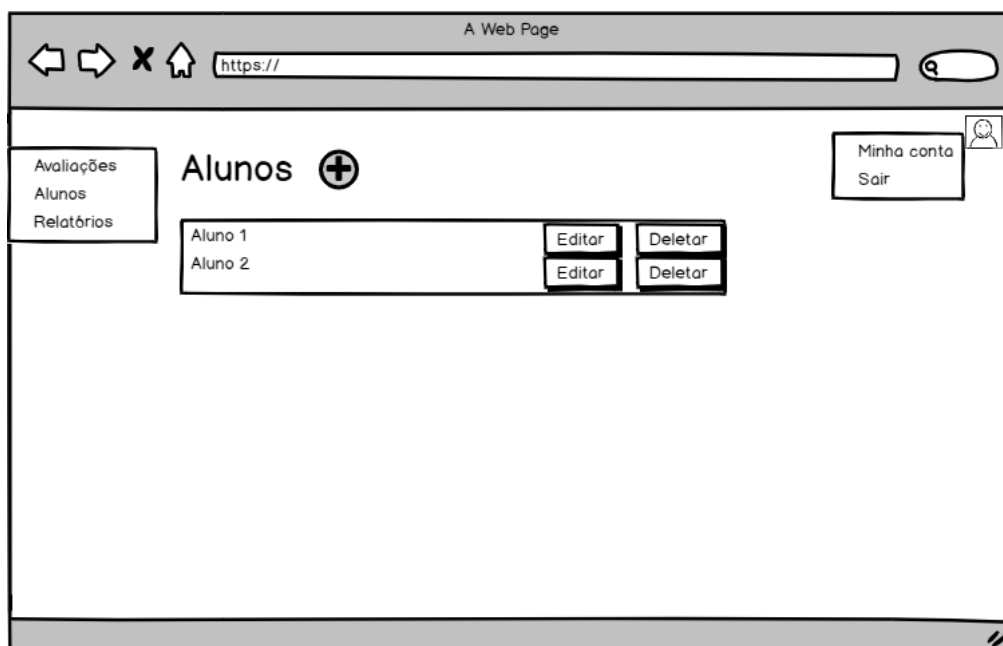 A Web Page
https://
Avaliações
Alunos
Relatórios
Alunos
Minha conta
Sair
Aluno 1 Editar Deletar
Aluno 2 Editar Deletar